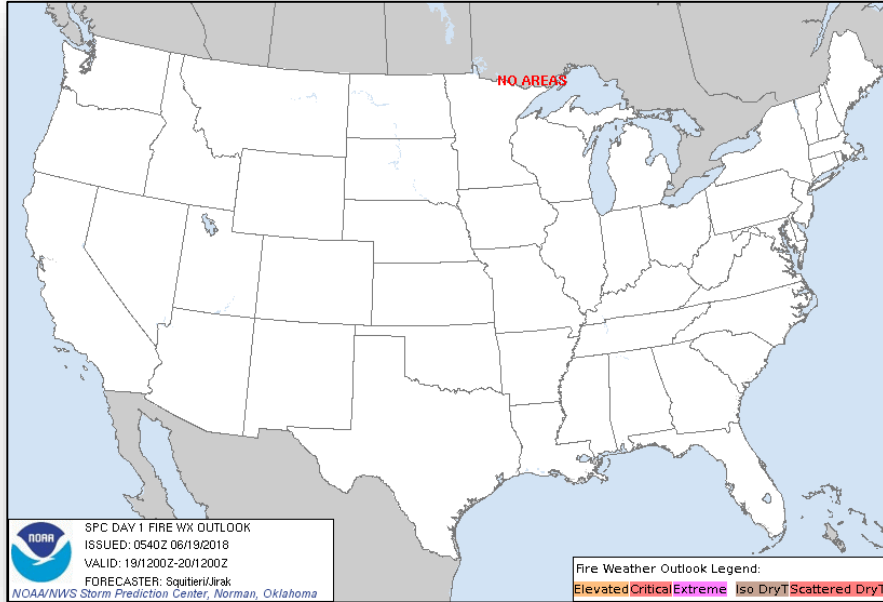 NO AREAS
SPC DAY 1 FIRE WX OUTLOOK
ISSUED: 0540Z 06/19/2018
VALID: 19/1200Z-20/1200Z
FORECASTER: Squitieri/Jirak
NOAA/NWS Storm Prediction Center, Norman, Oklahoma
NOAA
Fire Weather Outlook Legend:
Elevated Critical Extreme Iso DryT Scattered DryT